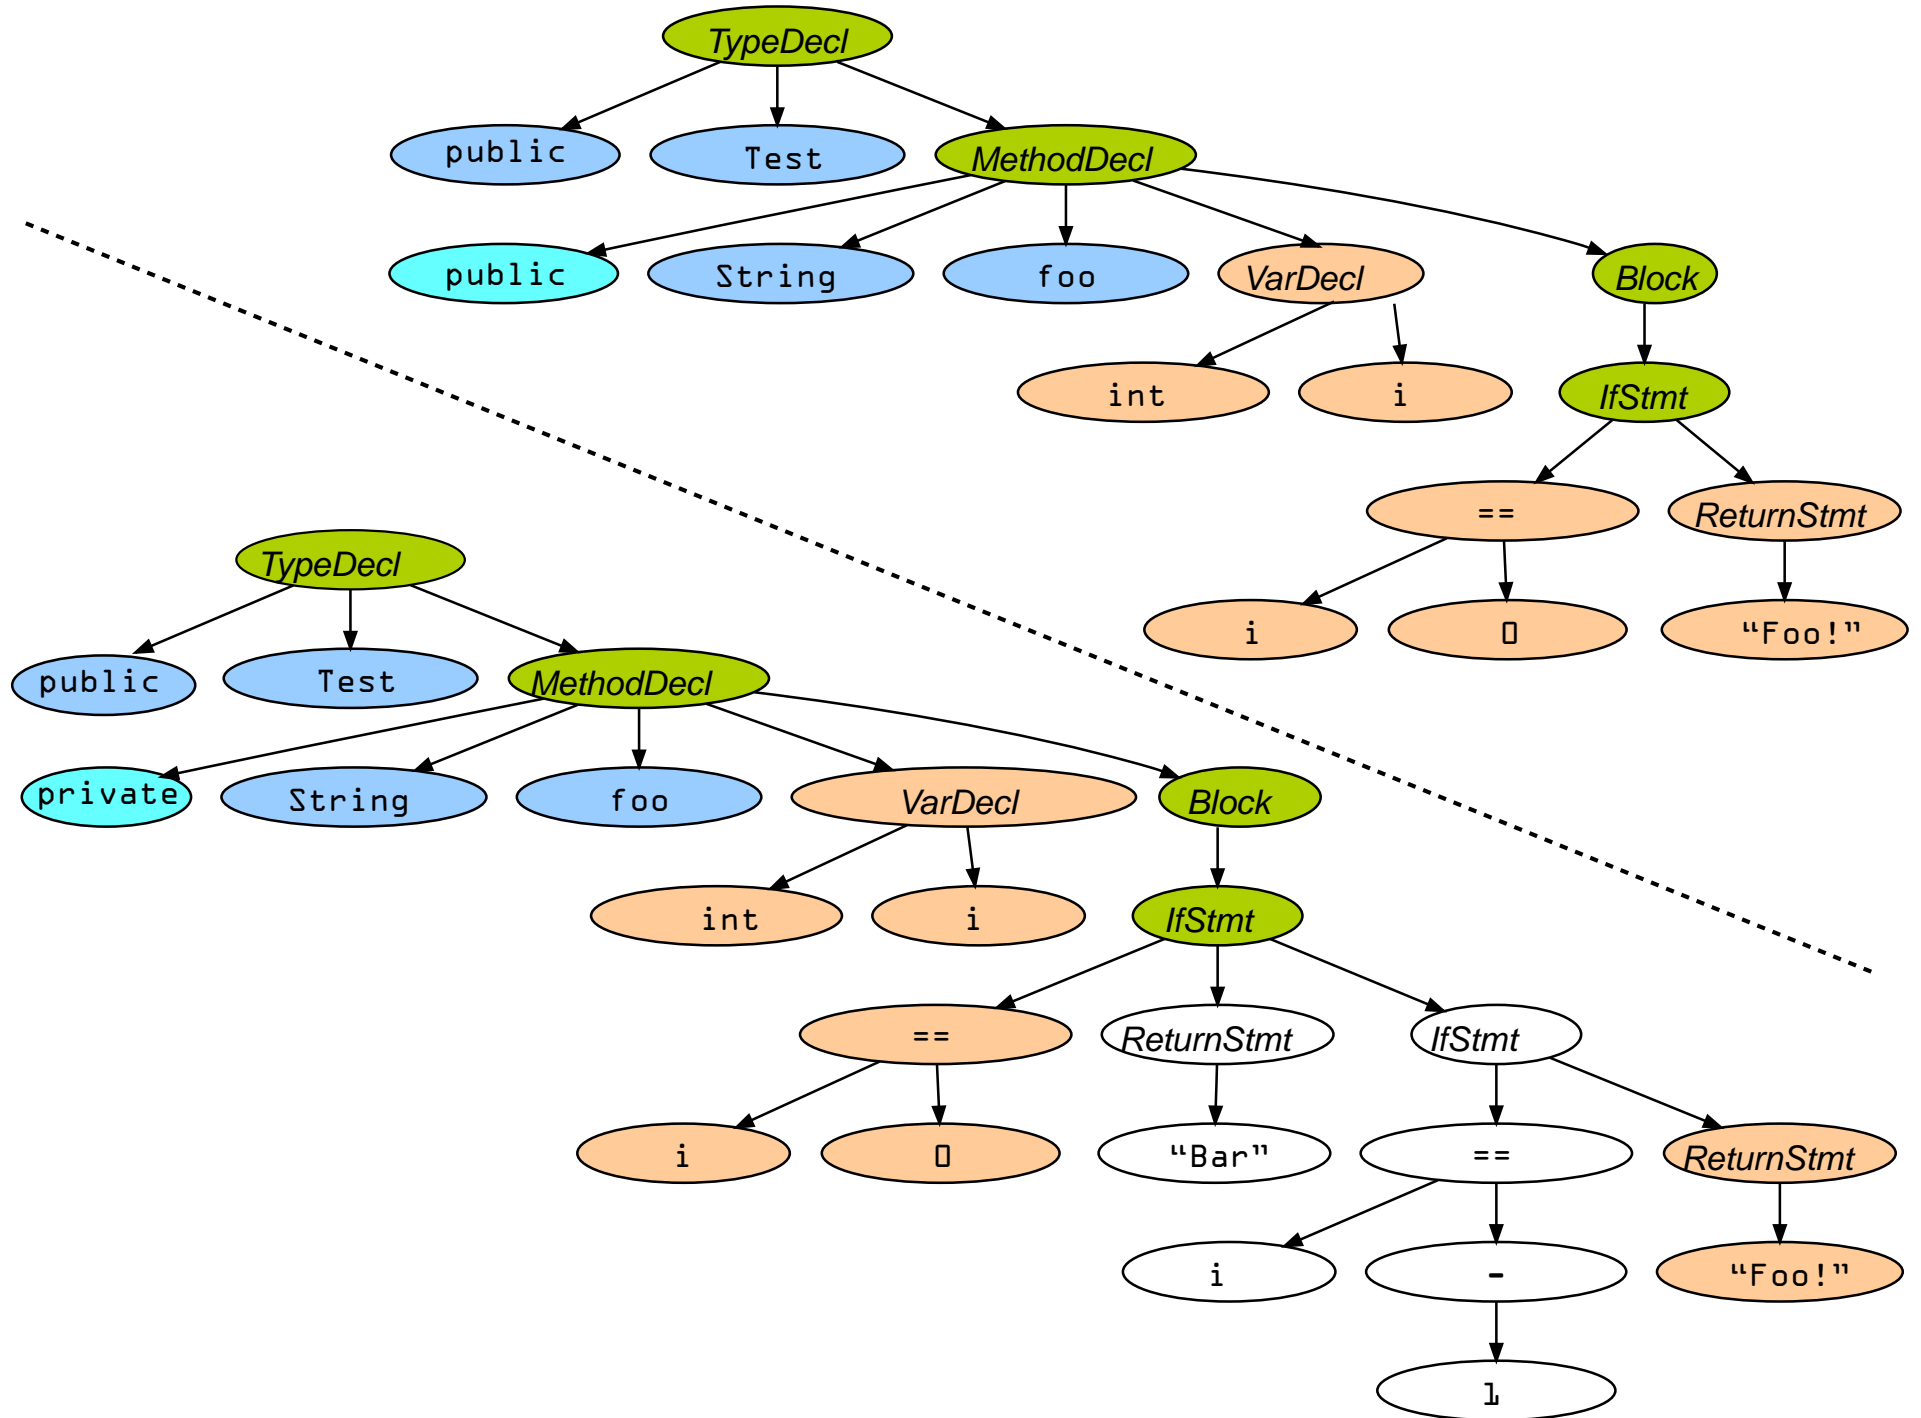 TypeDecl
public Test MethodDecl
public String foo VarDecl Block
int i IfStmt
== ReturnStmt
i 0 “Foo!”
TypeDecl
public Test MethodDecl
private String foo VarDecl Block
int i IfStmt
== ReturnStmt IfStmt
i 0 “Bar” == ReturnStmt
i - “Foo!”
1